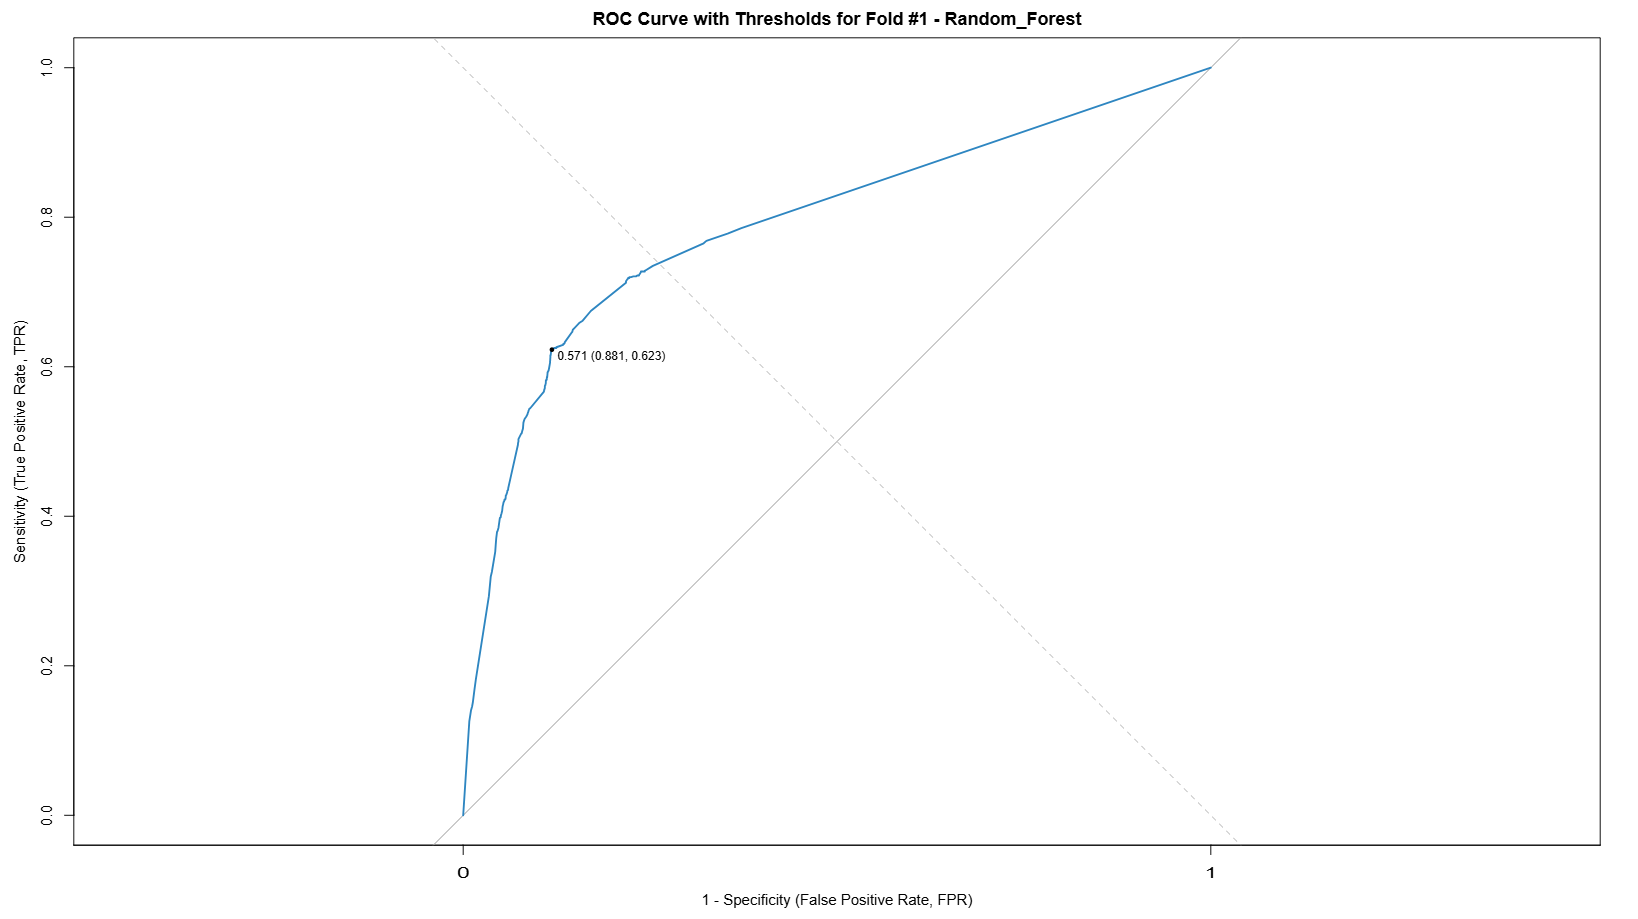 ROC Curve with Thresholds for Fold #1 - Random_Forest
Sensitivity (True Positive Rate, TPR)
1.0
0.8
0.6
0.4
0.2
0.0
0.571 (0.881, 0.623)
0
1
1 - Specificity (False Positive Rate, FPR)